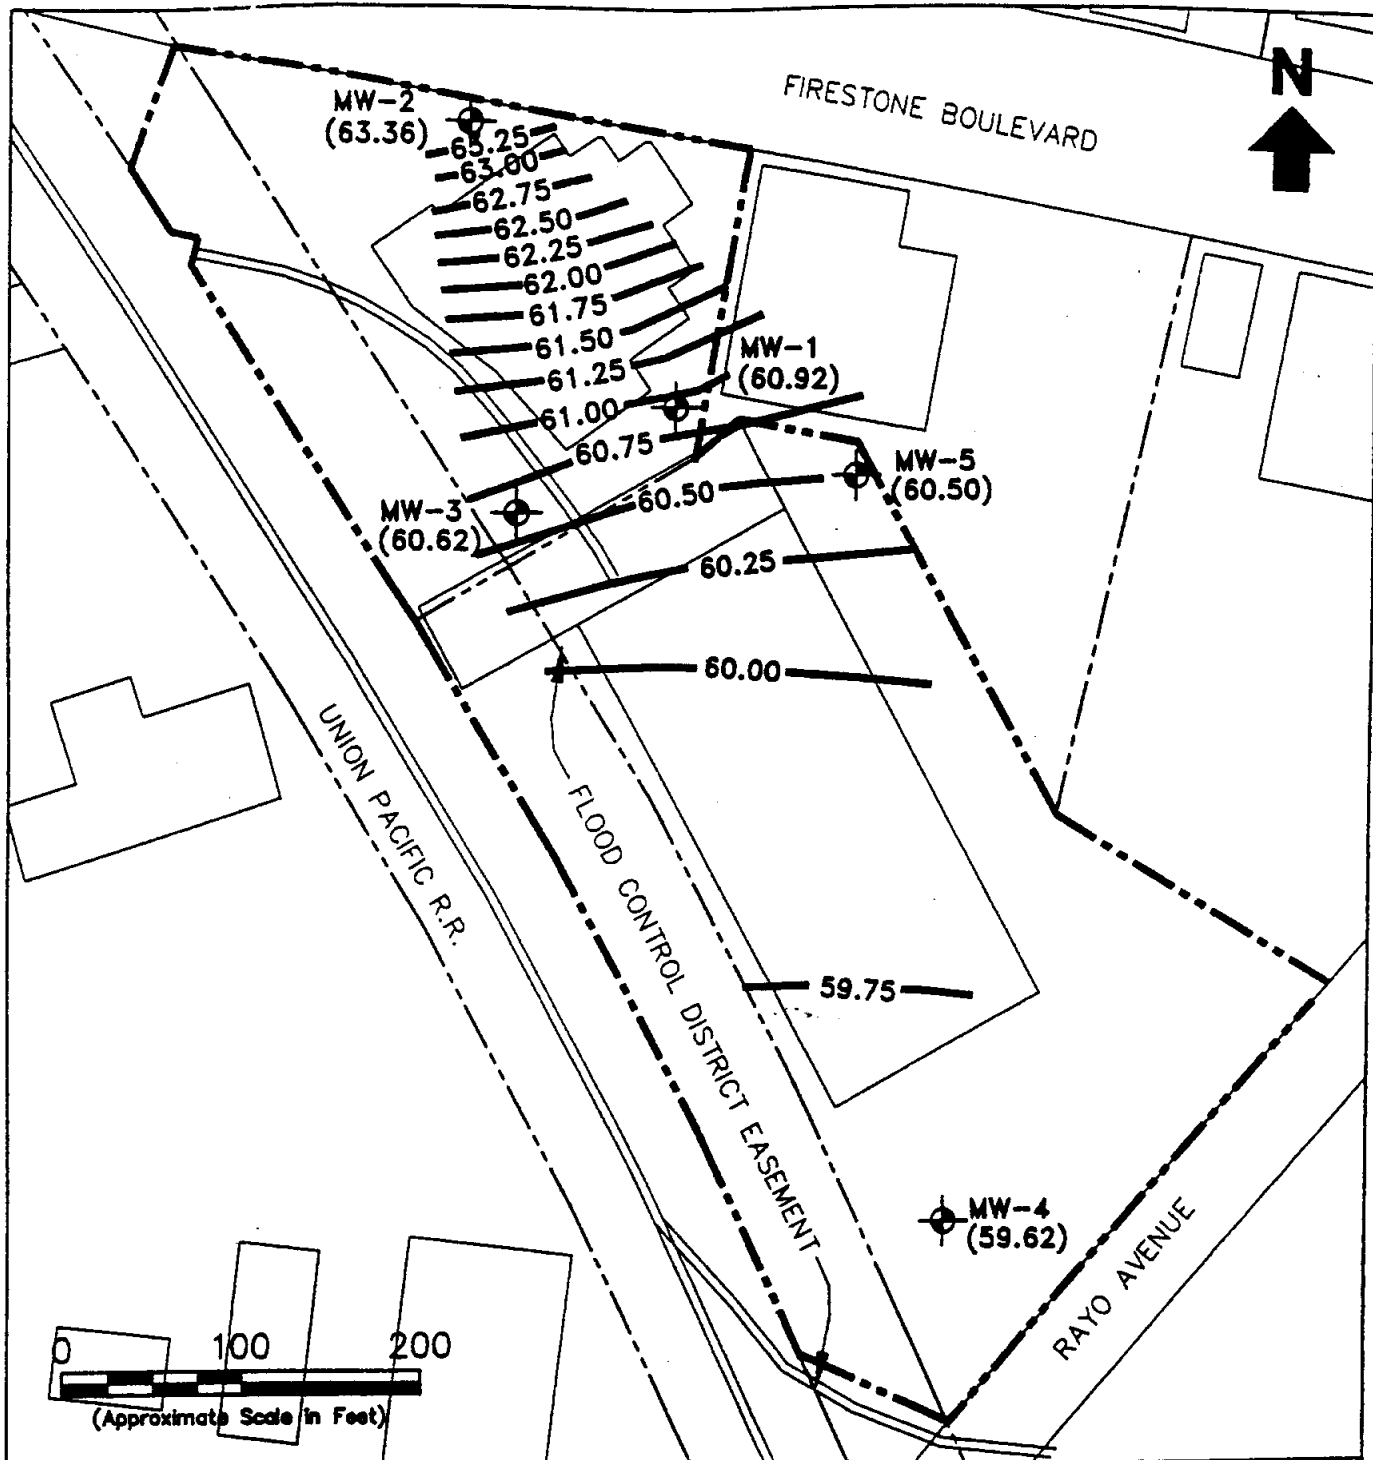 N
FIRESTONE BOULEVARD
MW-2
(63.36)
63.25
63.00
62.75
62.50
62.25
62.00
61.75
61.50
61.25
61.00
60.75
60.50
60.25
60.00
59.75
MW-1
(60.92)
MW-5
(60.50)
MW-3
(60.62)
UNION PACIFIC R.R.
FLOOD CONTROL DISTRICT EASEMENT
MW-4
(59.62)
RAYO AVENUE
0 100 200
(Approximate Scale in Feet)